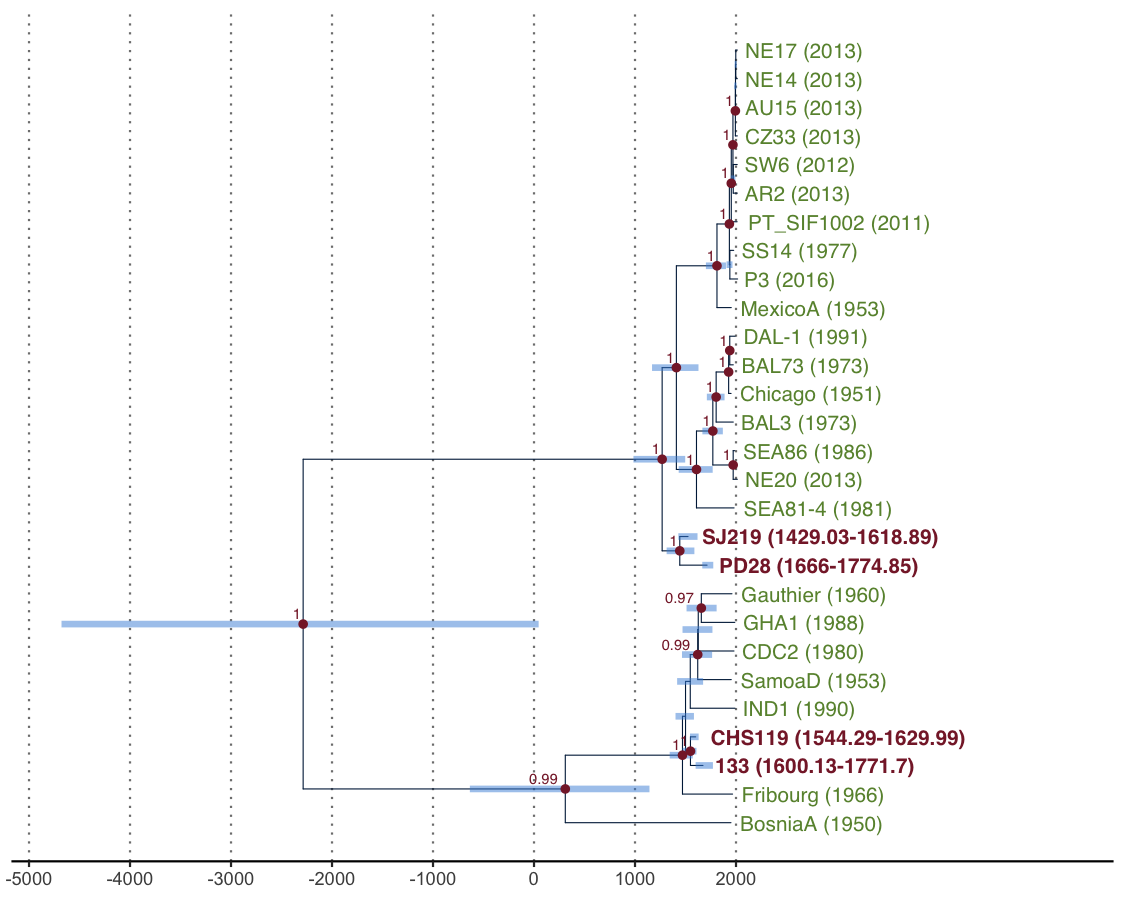 NE17 (2013)
NE14 (2013)
1
AU15 (2013)
1
CZ33 (2013)
SW6 (2012)
1
AR2 (2013)
1
PT_SIF1002 (2011)
1
SS14 (1977)
P3 (2016)
MexicoA (1953)
DAL-1 (1991)
1
1
1
BAL73 (1973)
1
Chicago (1951)
1
BAL3 (1973)
1
1
1
SEA86 (1986)
NE20 (2013)
SEA81-4 (1981)
1
SJ219 (1429.03-1618.89)
PD28 (1666-1774.85)
0.97
Gauthier (1960)
1
GHA1 (1988)
0.99
CDC2 (1980)
SamoaD (1953)
IND1 (1990)
1
1
CHS119 (1544.29-1629.99)
133 (1600.13-1771.7)
0.99
Fribourg (1966)
BosniaA (1950)
-5000 -4000 -3000 -2000 -1000 0 1000 2000